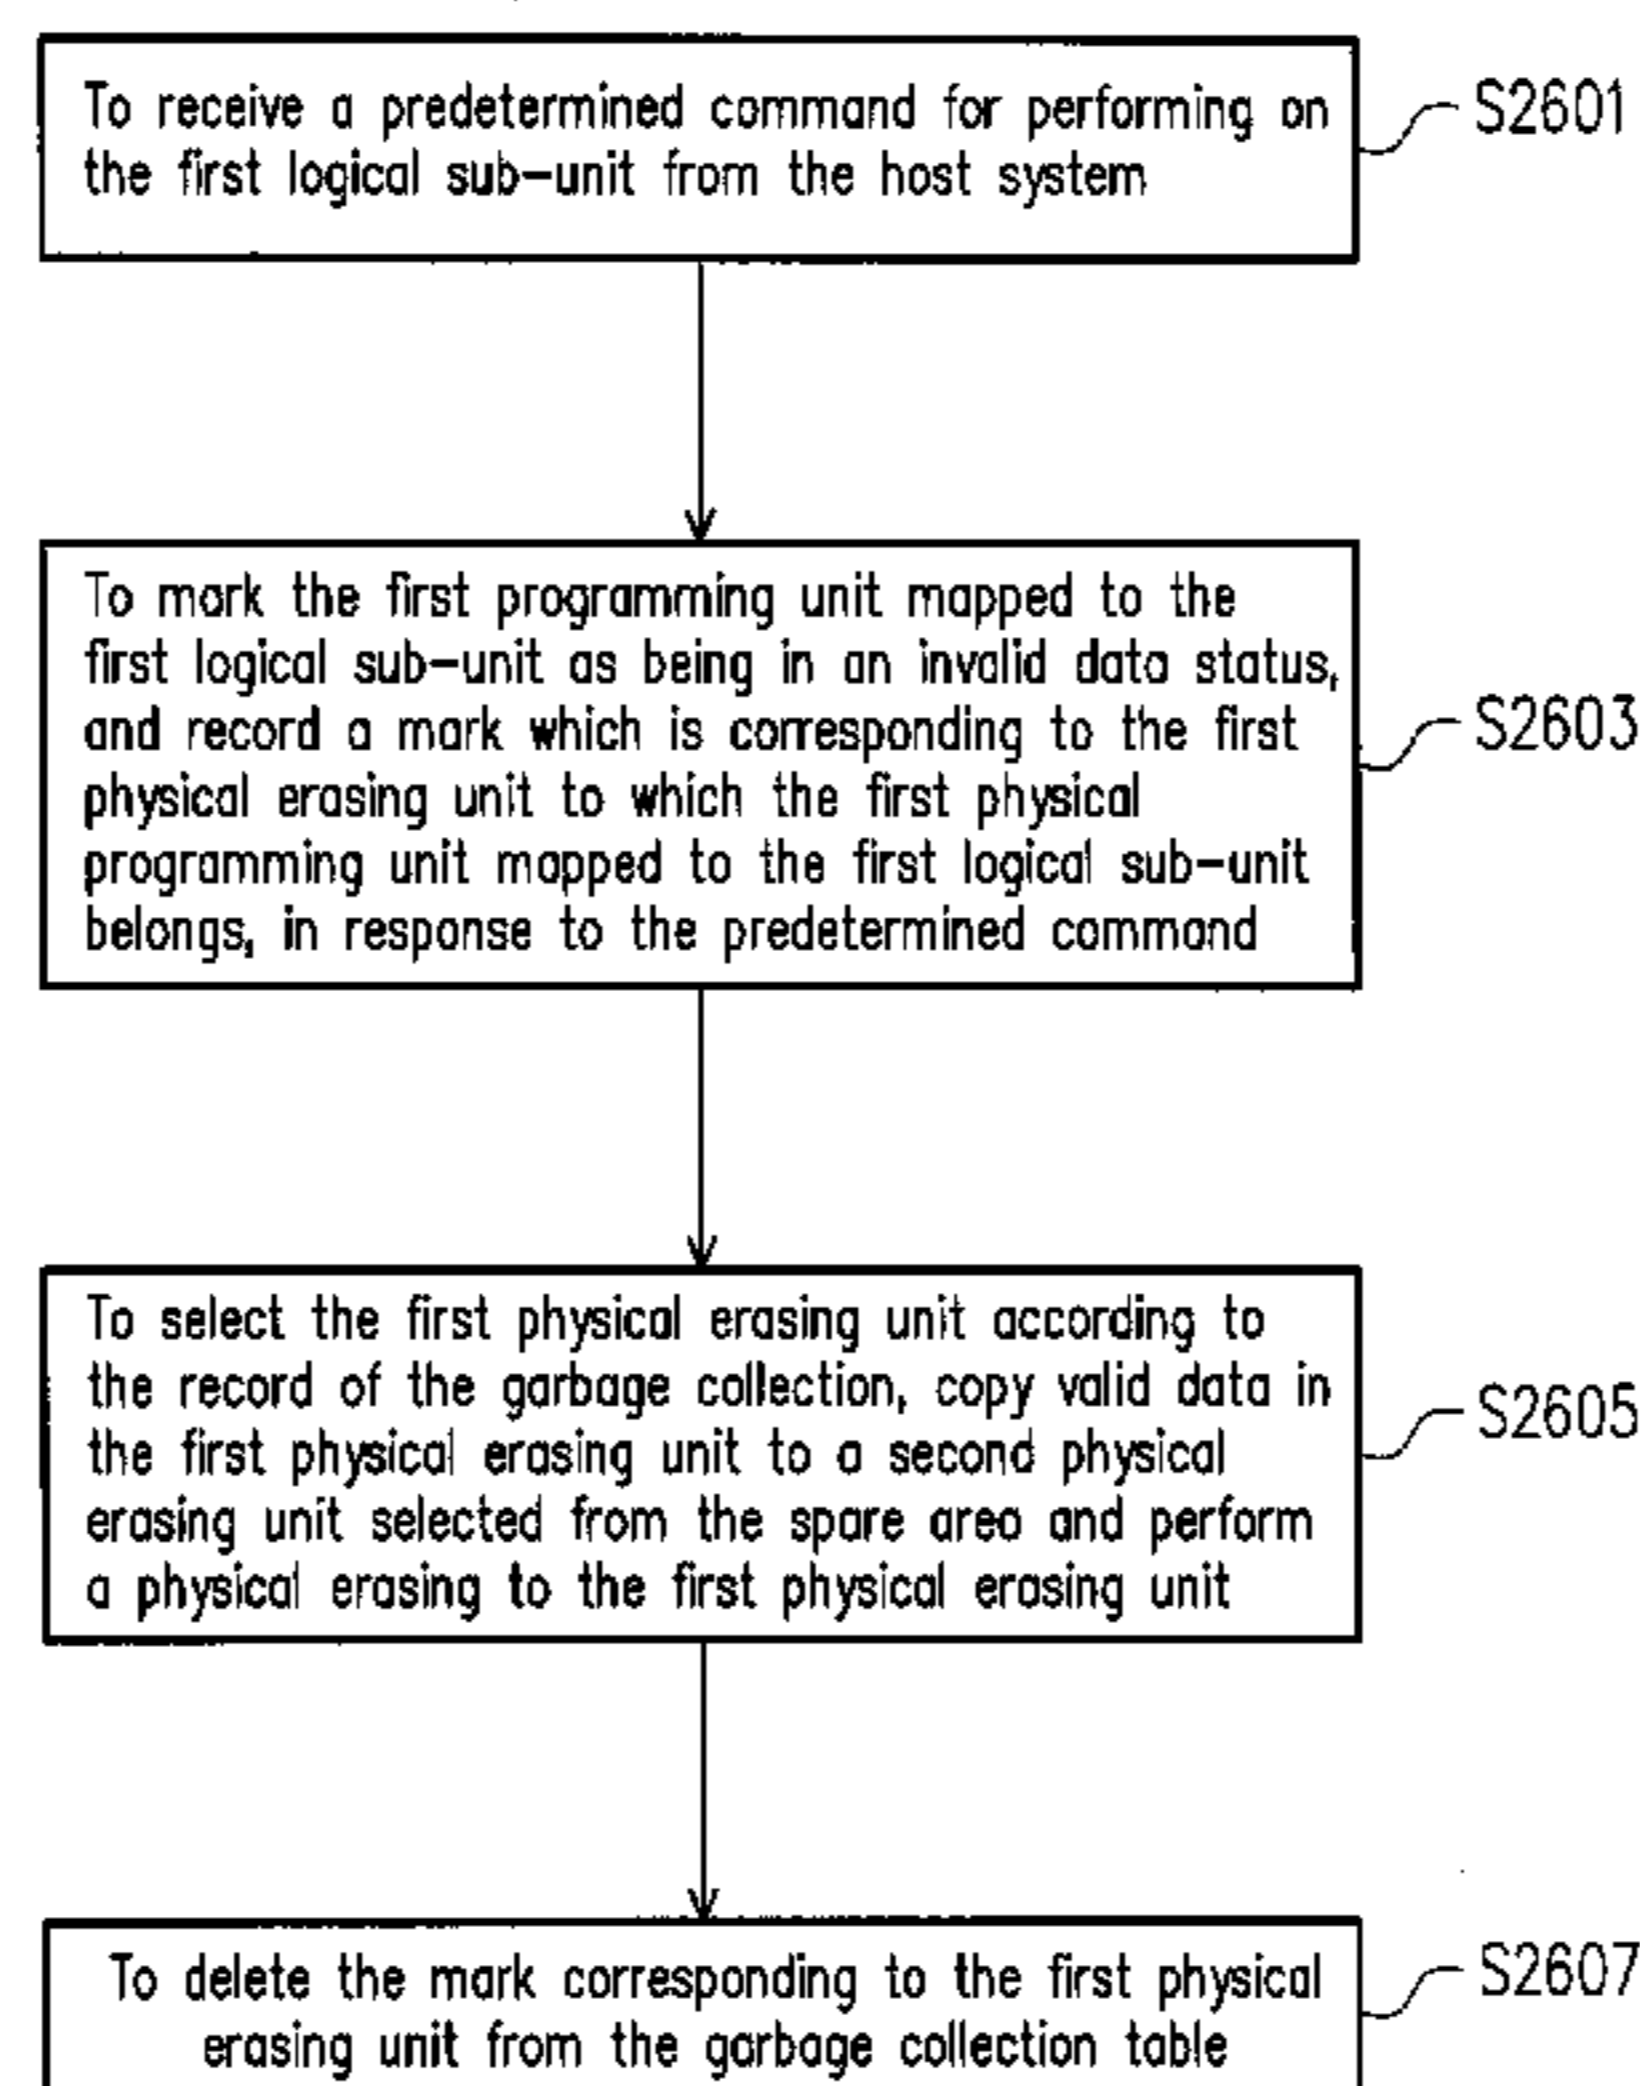 To receive a predetermined command for performing on
the first logical sub-unit from the host system
S2601
To mark the first programming unit mapped to the
first logical sub-unit as being in an invalid data status,
and record a mark which is corresponding to the first
physical erasing unit to which the first physical
programming unit mapped to the first logical sub-unit
belongs, in response to the predetermined command
S2603
To select the first physical erasing unit according to
the record of the garbage collection, copy valid data in
the first physical erasing unit to a second physical
erasing unit selected from the spare area and perform
a physical erasing to the first physical erasing unit
S2605
To delete the mark corresponding to the first physical
erasing unit from the garbage collection table
S2607